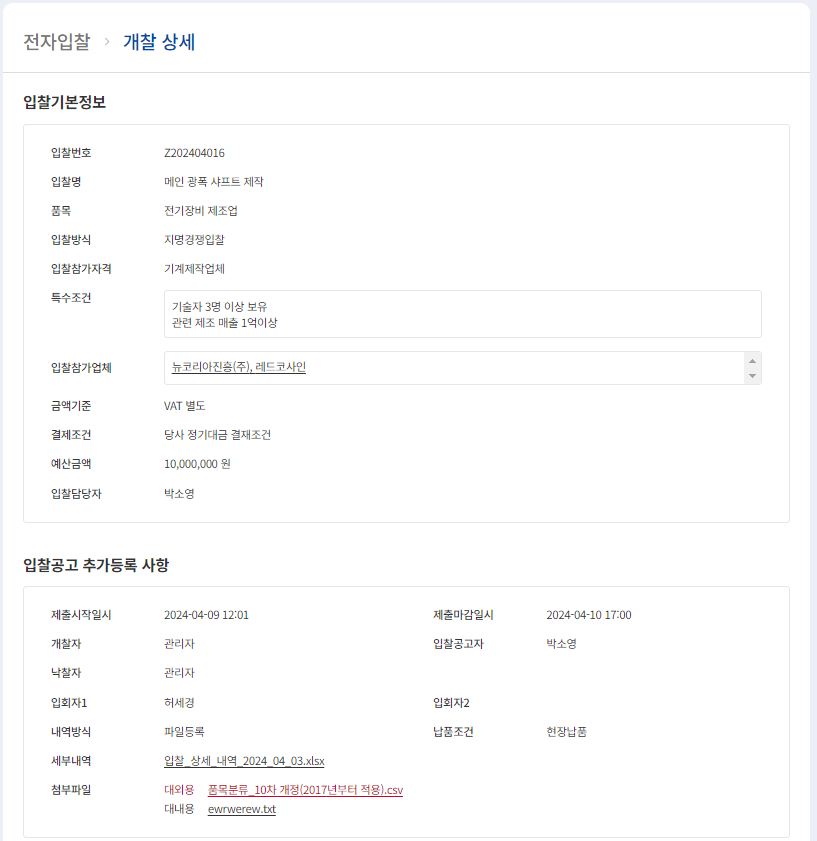 전자입찰 > 개찰 상세
입찰기본정보
입찰번호 Z202404016
입찰명 메인 광폭 샤프트 제작
품목 전기장비 제조업
입찰방식 지명경쟁입찰
입찰참가자격 기계제작업체
특수조건 기술자 3명 이상 보유
관련 제조 매출 1억이상
입찰참가업체 뉴코리아진흥(주), 레드코사인
금액기준 VAT 별도
결제조건 당사 정기대금 결재조건
예산금액 10,000,000 원
입찰담당자 박소영
입찰공고 추가등록 사항
제출시작일시 2024-04-09 12:01 제출마감일시 2024-04-10 17:00
개찰자 관리자 입찰공고자 박소영
낙찰자 관리자
입회자1 허세경 입회자2
내역방식 파일등록 납품조건 현장납품
세부내역 입찰_상세_내역_2024_04_03.xlsx
첨부파일 대외용 품목분류_10차 개정(2017년부터 적용).csv
대내용 ewrwerew.txt